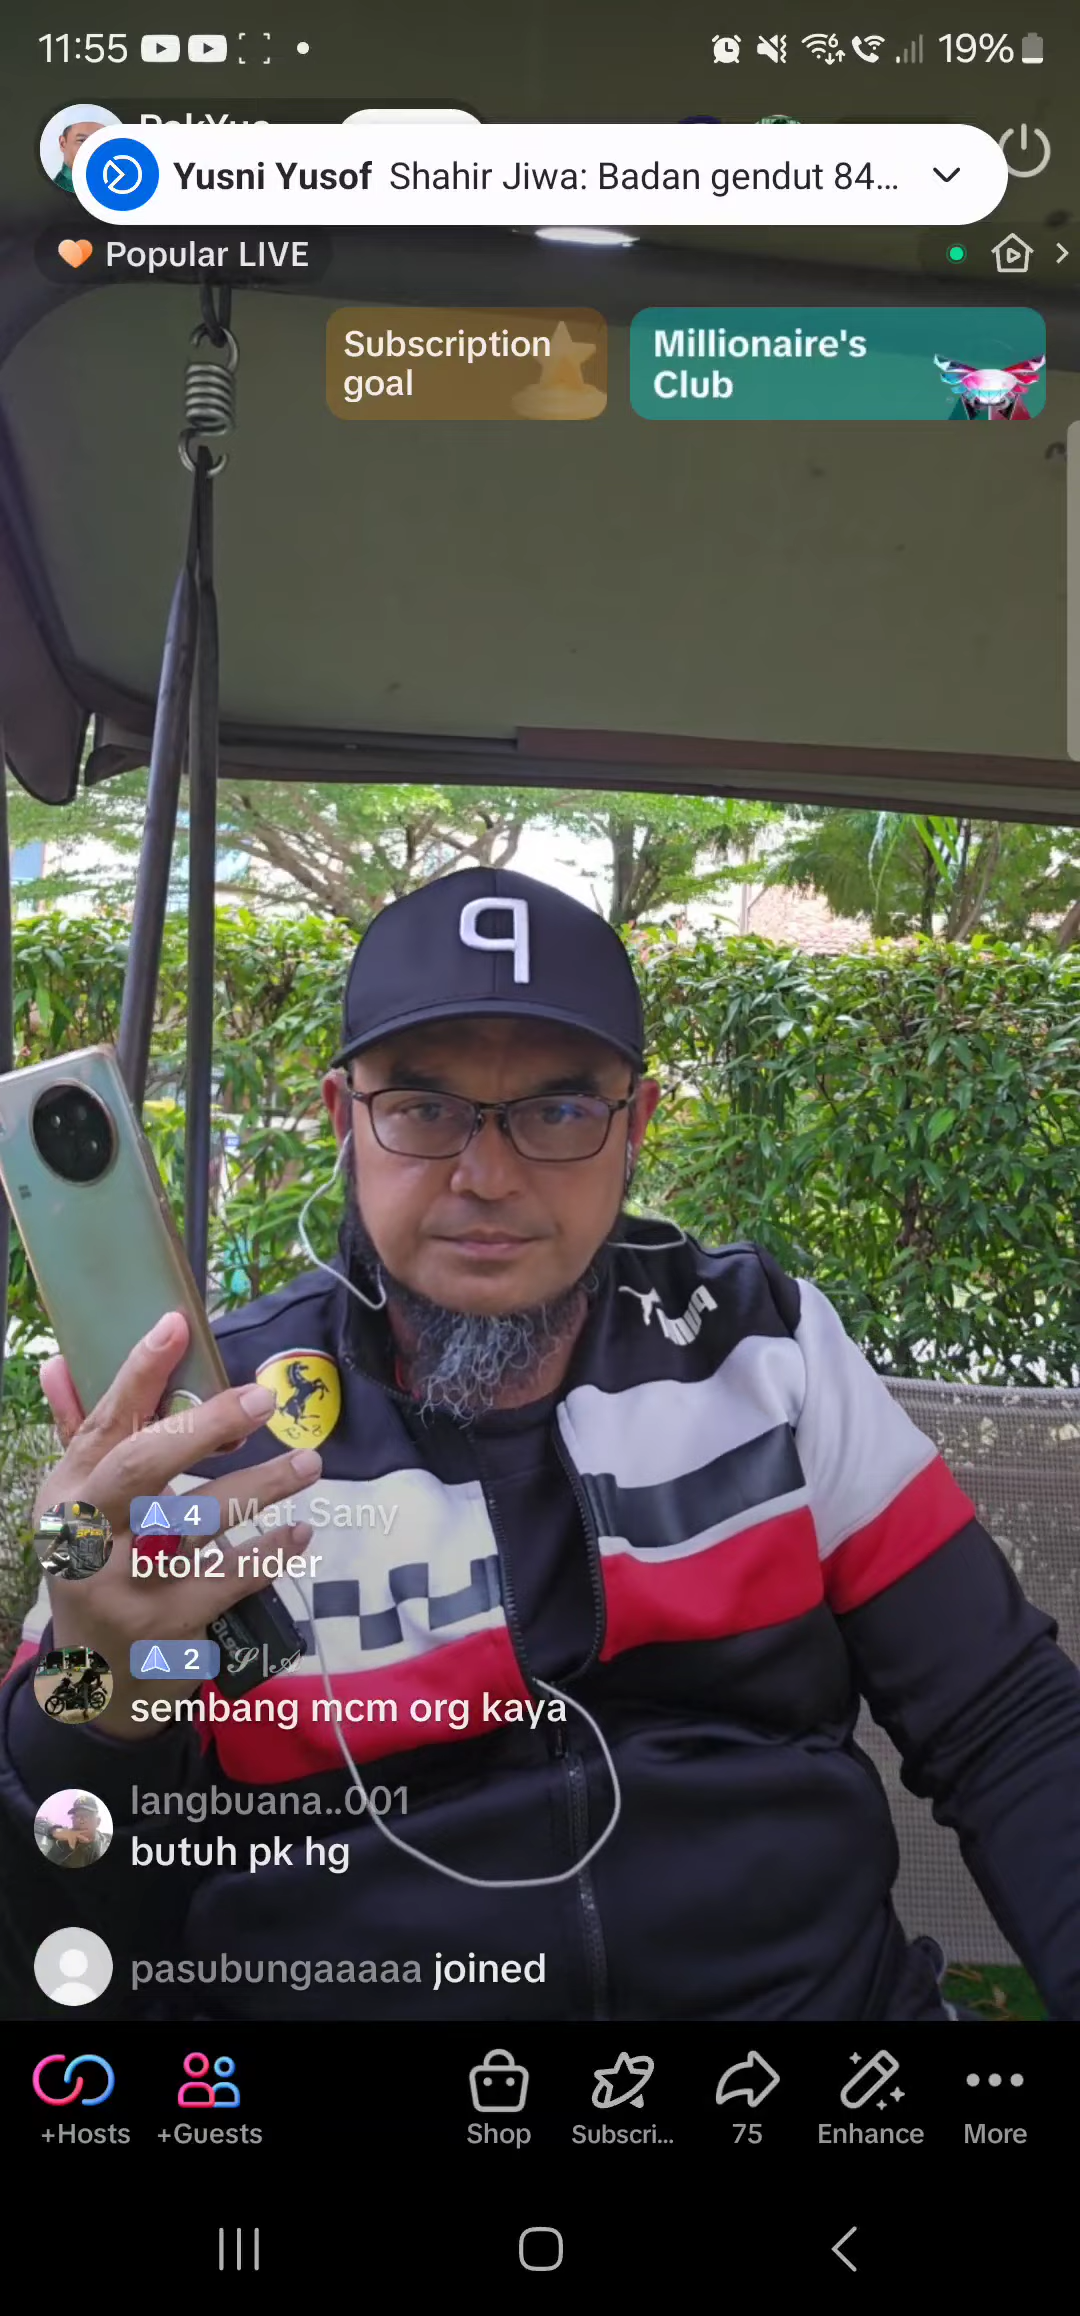 11:55
19%
PakYus
Yusni Yusof Shahir Jiwa: Badan gendut 84...
Popular LIVE
Subscription
goal
Millionaire's
Club
jadi
4 Mat Sany
btol2 rider
2 𝒮|𝒜
sembang mcm org kaya
langbuana..001
butuh pk hg
pasubungaaaaa joined
+Hosts
+Guests
Shop
Subscri...
75
Enhance
More